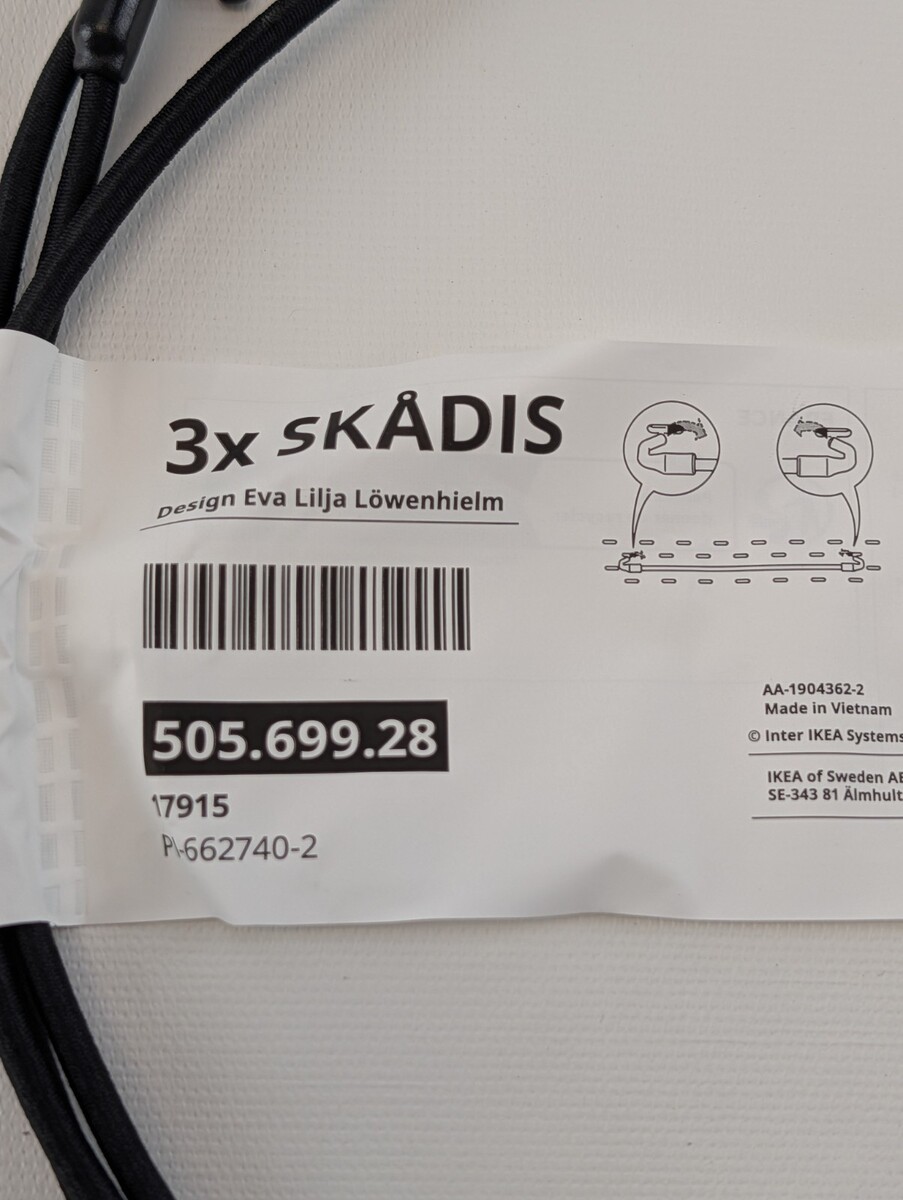 3x SKÅDIS
Design Eva Lilja Löwenhielm
505.699.28
17915
PI-662740-2
AA-1904362-2
Made in Vietnam
© Inter IKEA Systems
IKEA of Sweden AB
SE-343 81 Älmhult